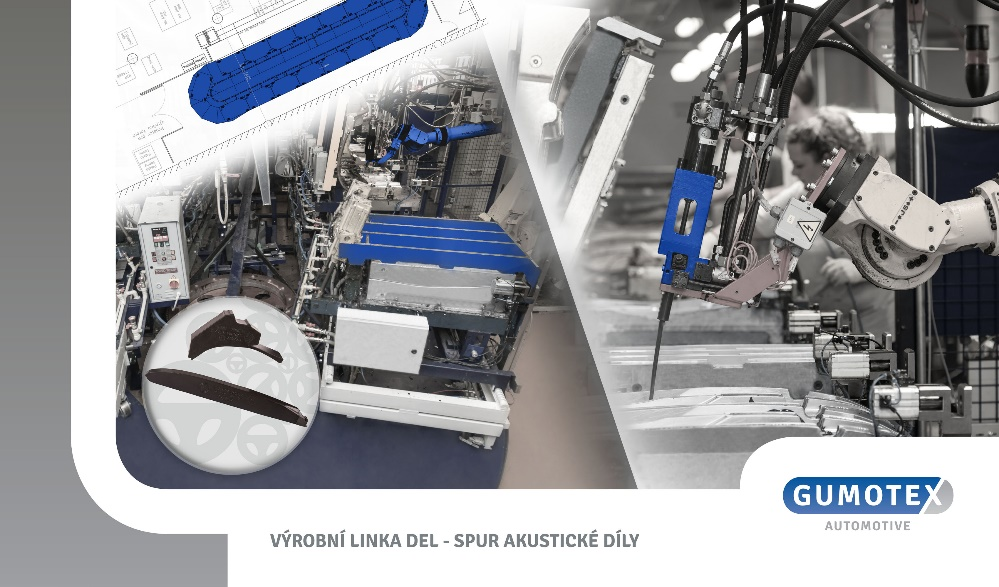 GUMOTEX
AUTOMOTIVE
VÝROBNÍ LINKA DEL - SPUR AKUSTICKÉ DÍLY